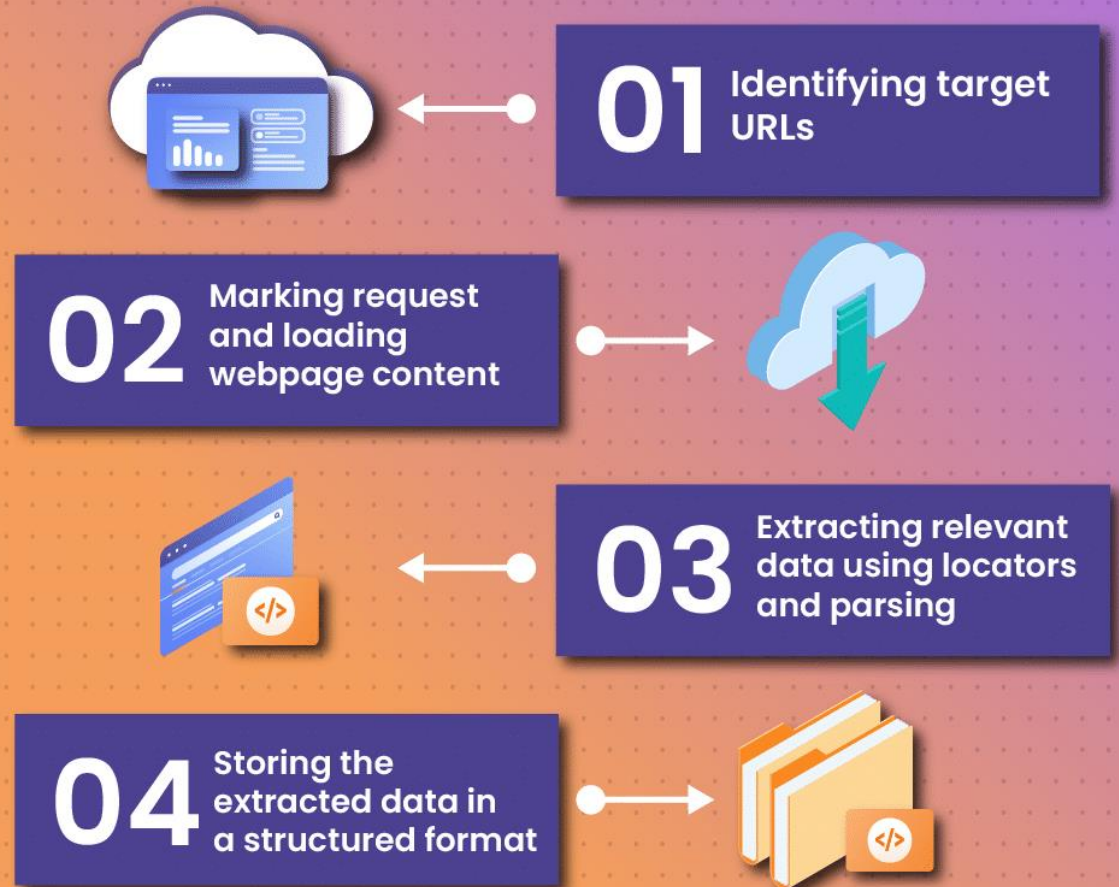 01
Identifying target
URLs
02
Marking request
and loading
webpage content
03
Extracting relevant
data using locators
and parsing
</>
04
Storing the
extracted data in
a structured format
</>